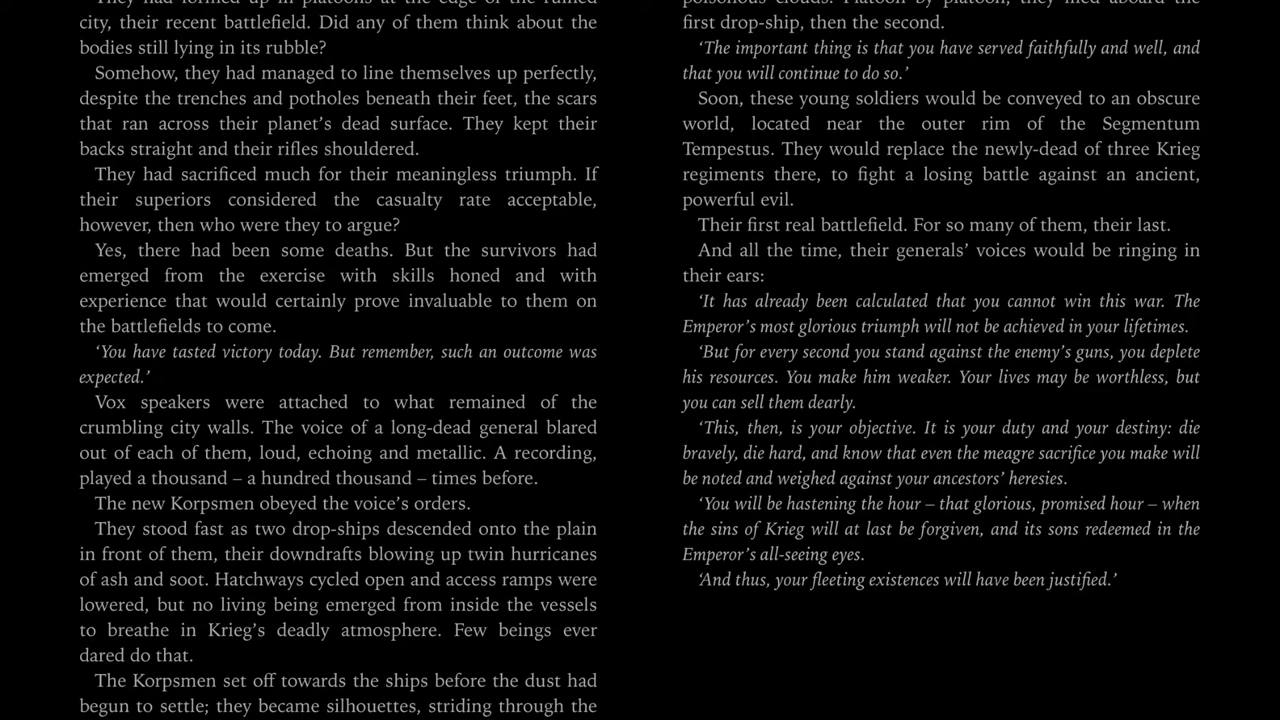 They had formed up in platoons at the edge of the ruined
city, their recent battlefield. Did any of them think about the
bodies still lying in its rubble?
Somehow, they had managed to line themselves up perfectly,
despite the trenches and potholes beneath their feet, the scars
that ran across their planet’s dead surface. They kept their
backs straight and their rifles shouldered.
They had sacrificed much for their meaningless triumph. If
their superiors considered the casualty rate acceptable,
however, then who were they to argue?
Yes, there had been some deaths. But the survivors had
emerged from the exercise with skills honed and with
experience that would certainly prove invaluable to them on
the battlefields to come.
‘You have tasted victory today. But remember, such an outcome was
expected.’
Vox speakers were attached to what remained of the
crumbling city walls. The voice of a long-dead general blared
out of each of them, loud, echoing and metallic. A recording,
played a thousand – a hundred thousand – times before.
The new Korpsmen obeyed the voice’s orders.
They stood fast as two drop-ships descended onto the plain
in front of them, their downdrafts blowing up twin hurricanes
of ash and soot. Hatchways cycled open and access ramps were
lowered, but no living being emerged from inside the vessels
to breathe in Krieg’s deadly atmosphere. Few beings ever
dared do that.
The Korpsmen set off towards the ships before the dust had
begun to settle; they became silhouettes, striding through the
poisonous clouds. Platoon by platoon, they filed aboard the
first drop-ship, then the second.
‘The important thing is that you have served faithfully and well, and
that you will continue to do so.’
Soon, these young soldiers would be conveyed to an obscure
world, located near the outer rim of the Segmentum
Tempestus. They would replace the newly-dead of three Krieg
regiments there, to fight a losing battle against an ancient,
powerful evil.
Their first real battlefield. For so many of them, their last.
And all the time, their generals’ voices would be ringing in
their ears:
‘It has already been calculated that you cannot win this war. The
Emperor’s most glorious triumph will not be achieved in your lifetimes.
‘But for every second you stand against the enemy’s guns, you deplete
his resources. You make him weaker. Your lives may be worthless, but
you can sell them dearly.
‘This, then, is your objective. It is your duty and your destiny: die
bravely, die hard, and know that even the meagre sacrifice you make will
be noted and weighed against your ancestors’ heresies.
‘You will be hastening the hour – that glorious, promised hour – when
the sins of Krieg will at last be forgiven, and its sons redeemed in the
Emperor’s all-seeing eyes.
‘And thus, your fleeting existences will have been justified.’